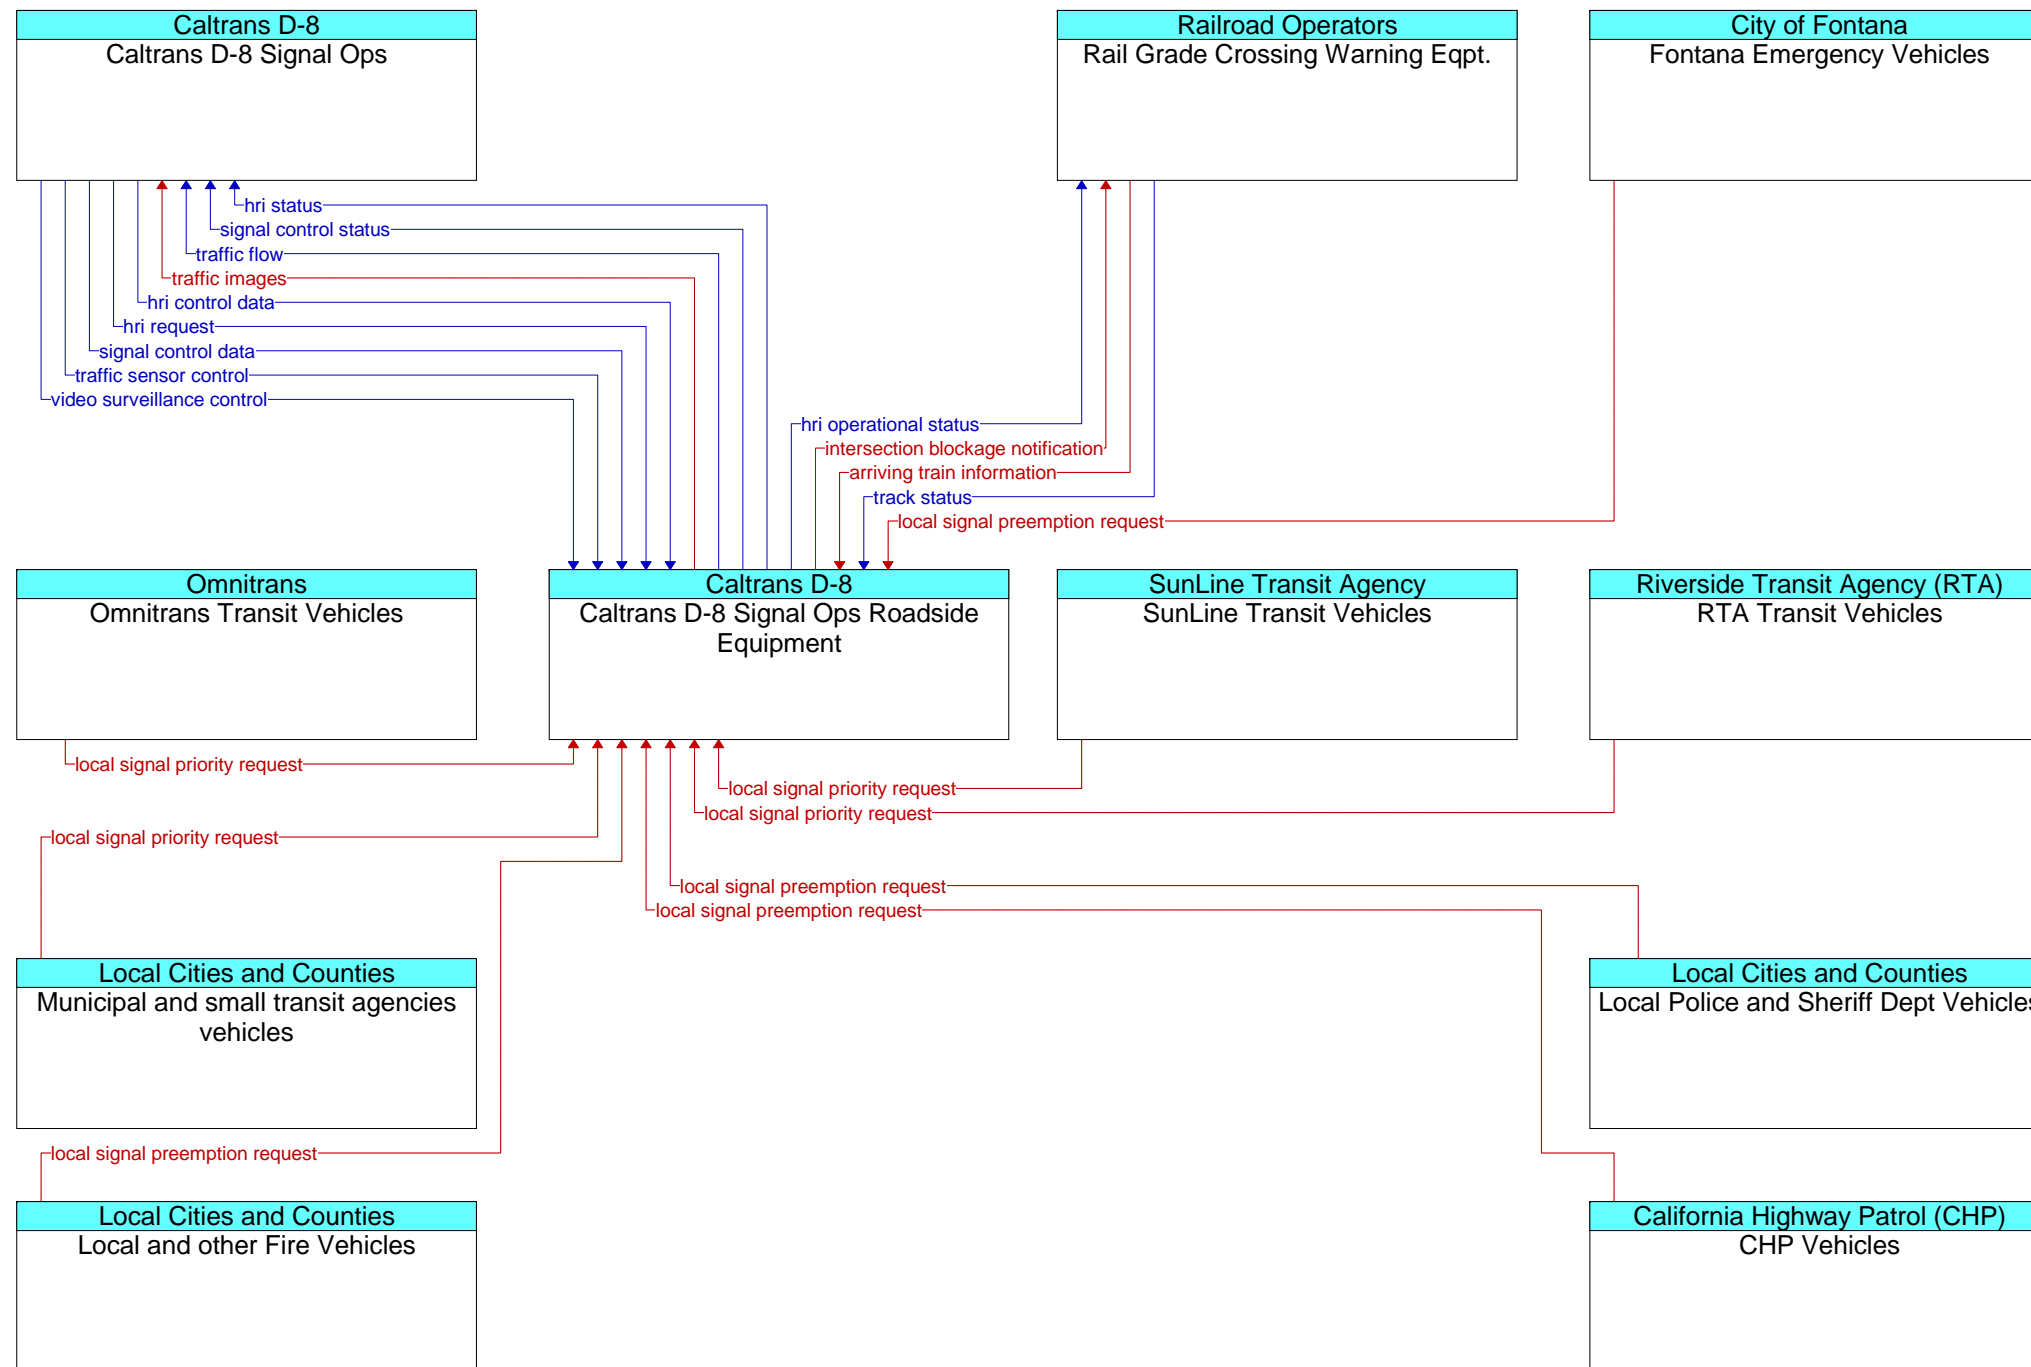 Caltrans D-8
Caltrans D-8 Signal Ops
Railroad Operators
Rail Grade Crossing Warning Eqpt.
City of Fontana
Fontana Emergency Vehicles
hri status
signal control status
traffic flow
traffic images
hri control data
hri request
signal control data
traffic sensor control
video surveillance control
hri operational status
intersection blockage notification
arriving train information
track status
local signal preemption request
Omnitrans
Omnitrans Transit Vehicles
Caltrans D-8
Caltrans D-8 Signal Ops Roadside
Equipment
SunLine Transit Agency
SunLine Transit Vehicles
Riverside Transit Agency (RTA)
RTA Transit Vehicles
local signal priority request
local signal priority request
local signal priority request
local signal priority request
local signal preemption request
local signal preemption request
Local Cities and Counties
Municipal and small transit agencies
vehicles
Local Cities and Counties
Local Police and Sheriff Dept Vehicles
local signal preemption request
Local Cities and Counties
Local and other Fire Vehicles
California Highway Patrol (CHP)
CHP Vehicles